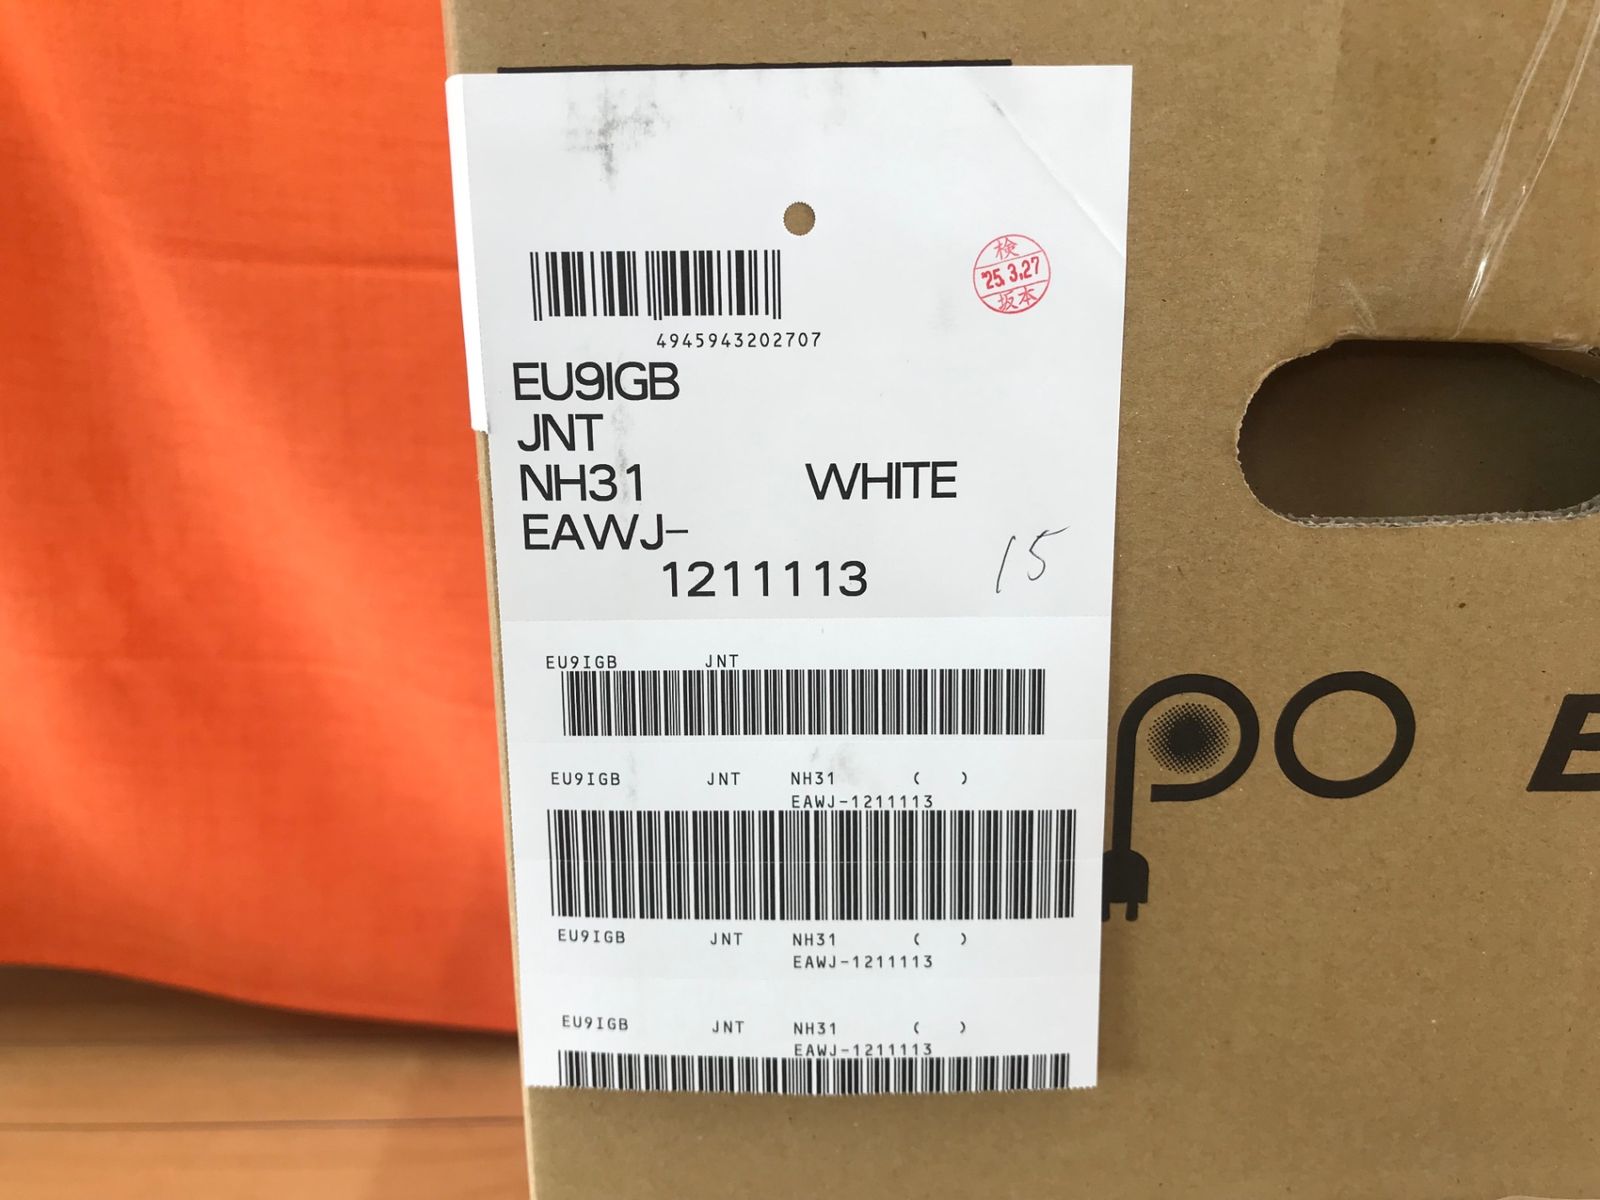 検
'25.3.27
坂本
4945943202707
EU9IGB
JNT
NH31 WHITE
EAWJ-
1211113
15
EU9IGB JNT
EU9IGB JNT NH31 ( )
EAWJ-1211113
EU9IGB JNT NH31 ( )
EAWJ-1211113
EU9IGB JNT NH31 ( )
EAWJ-1211113
po E